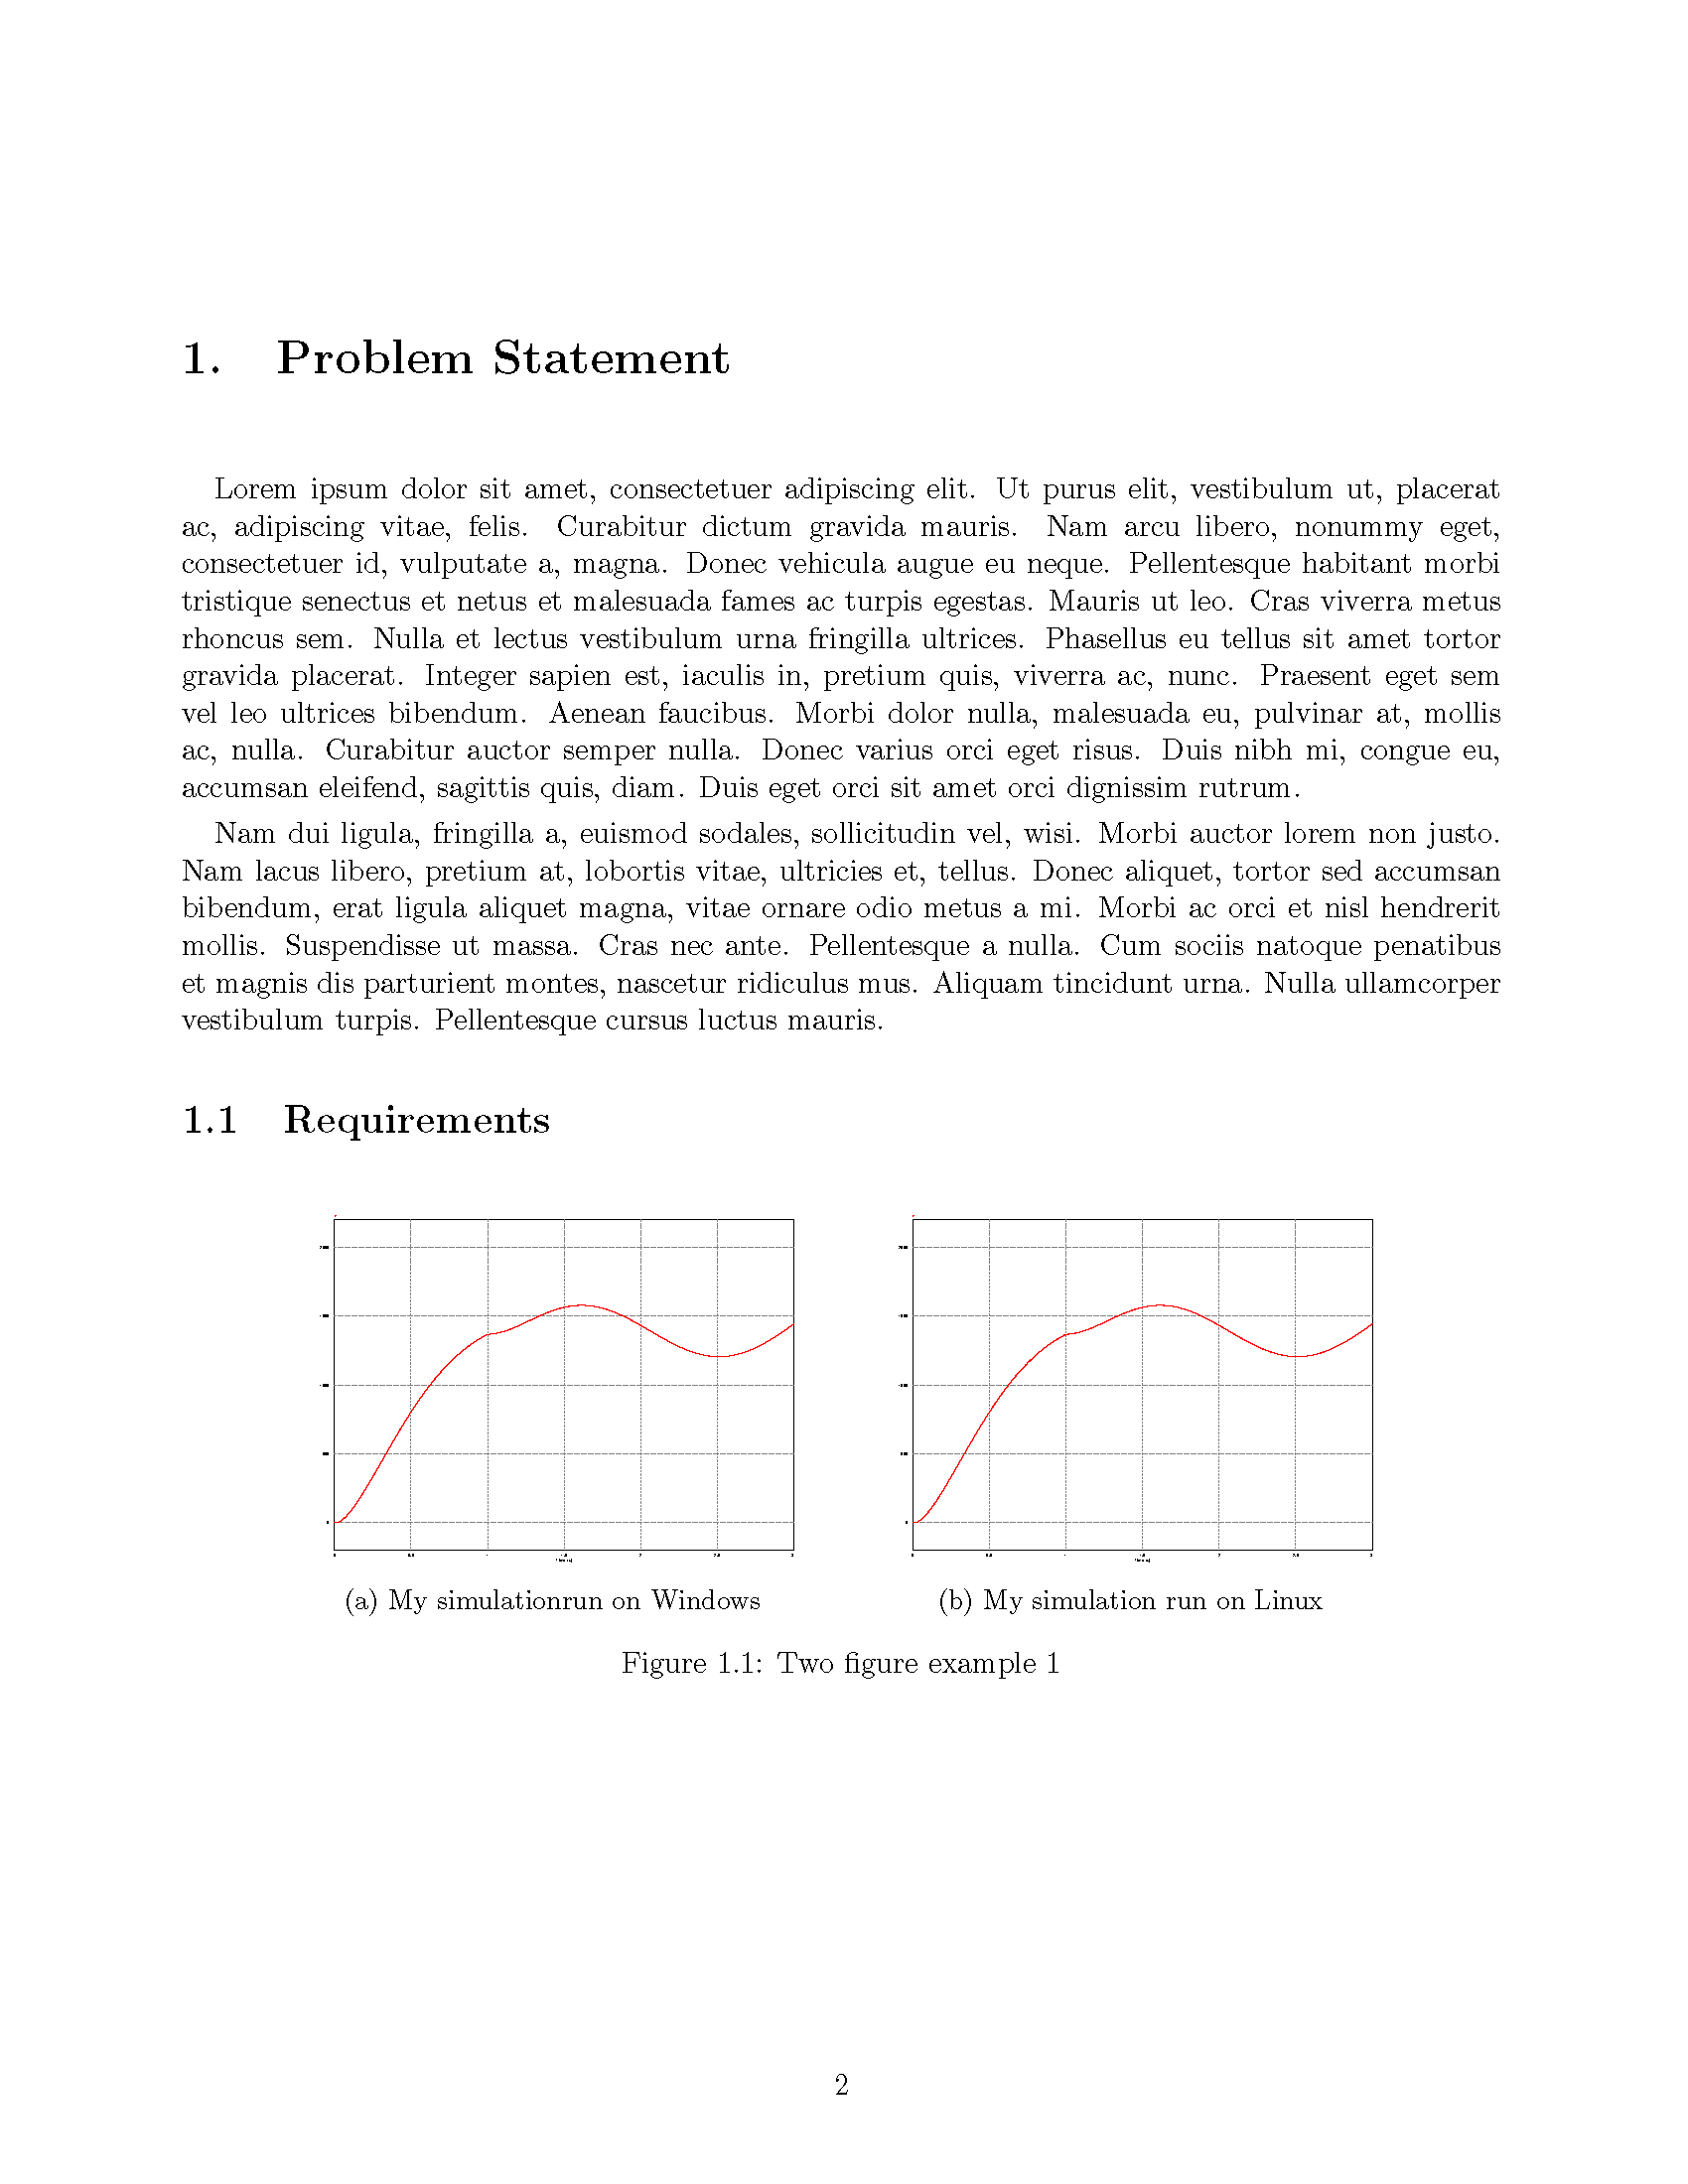 1. Problem Statement
Lorem ipsum dolor sit amet, consectetuer adipiscing elit. Ut purus elit, vestibulum ut, placerat
ac, adipiscing vitae, felis. Curabitur dictum gravida mauris. Nam arcu libero, nonummy eget,
consectetuer id, vulputate a, magna. Donec vehicula augue eu neque. Pellentesque habitant morbi
tristique senectus et netus et malesuada fames ac turpis egestas. Mauris ut leo. Cras viverra metus
rhoncus sem. Nulla et lectus vestibulum urna fringilla ultrices. Phasellus eu tellus sit amet tortor
gravida placerat. Integer sapien est, iaculis in, pretium quis, viverra ac, nunc. Praesent eget sem
vel leo ultrices bibendum. Aenean faucibus. Morbi dolor nulla, malesuada eu, pulvinar at, mollis
ac, nulla. Curabitur auctor semper nulla. Donec varius orci eget risus. Duis nibh mi, congue eu,
accumsan eleifend, sagittis quis, diam. Duis eget orci sit amet orci dignissim rutrum.
Nam dui ligula, fringilla a, euismod sodales, sollicitudin vel, wisi. Morbi auctor lorem non justo.
Nam lacus libero, pretium at, lobortis vitae, ultricies et, tellus. Donec aliquet, tortor sed accumsan
bibendum, erat ligula aliquet magna, vitae ornare odio metus a mi. Morbi ac orci et nisl hendrerit
mollis. Suspendisse ut massa. Cras nec ante. Pellentesque a nulla. Cum sociis natoque penatibus
et magnis dis parturient montes, nascetur ridiculus mus. Aliquam tincidunt urna. Nulla ullamcorper
vestibulum turpis. Pellentesque cursus luctus mauris.
1.1 Requirements
(a) My simulationrun on Windows
(b) My simulation run on Linux
Figure 1.1: Two figure example 1
2